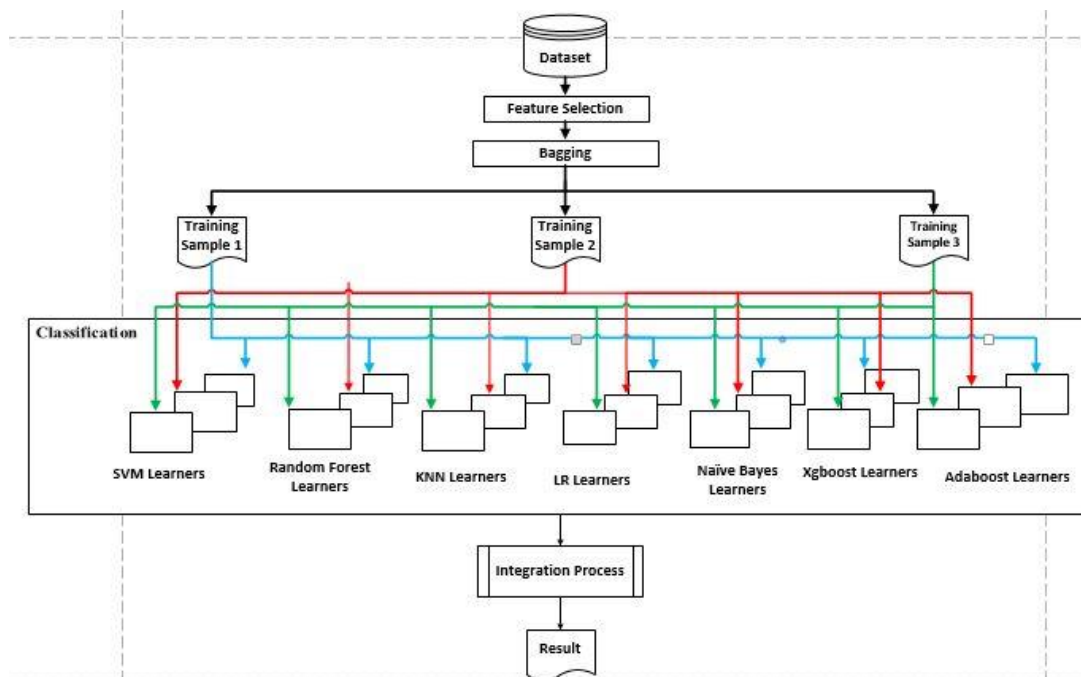 Dataset
Feature Selection
Bagging
Training
Sample 1
Training
Sample 2
Training
Sample 3
Classification
SVM Learners
Random Forest
Learners
KNN Learners
LR Learners
Naïve Bayes
Learners
Xgboost Learners
Adaboost Learners
Integration Process
Result